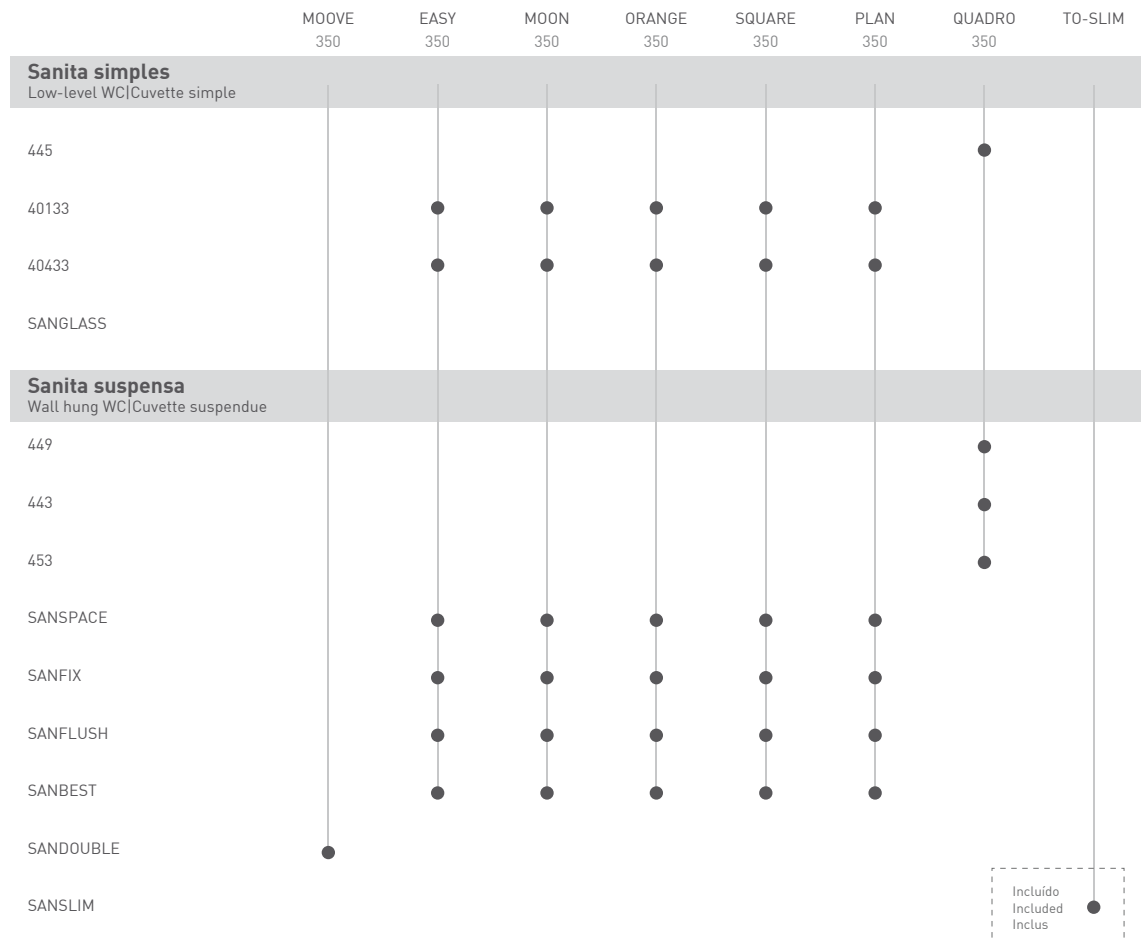 MOOVE EASY MOON ORANGE SQUARE PLAN QUADRO TO-SLIM
350 350 350 350 350 350 350
Sanita simples
Low-level WC|Cuvette simple
445
40133
40433
SANGLASS
Sanita suspensa
Wall hung WC|Cuvette suspendue
449
443
453
SANSPACE
SANFIX
SANFLUSH
SANBEST
SANDOUBLE
SANSLIM
Incluído
Included
Inclus